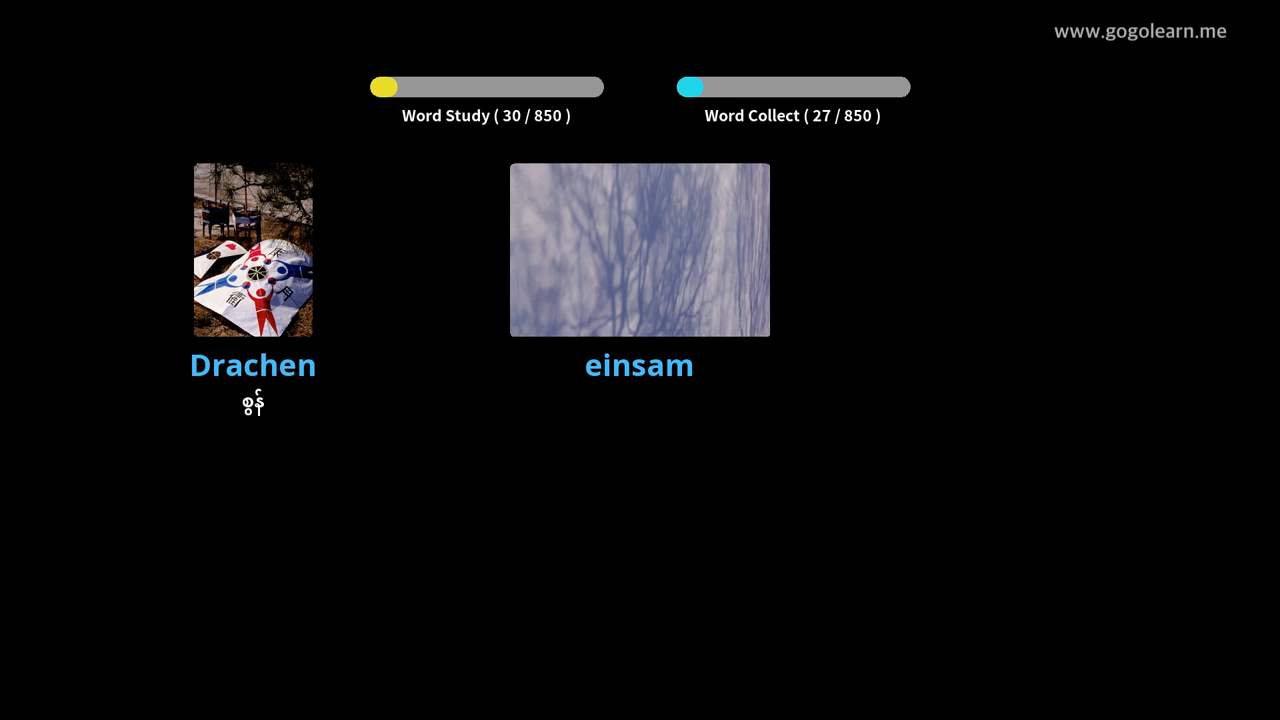 www.gogolearn.me
Word Study ( 30 / 850 )
Word Collect ( 27 / 850 )
Drachen
einsam
စွန်